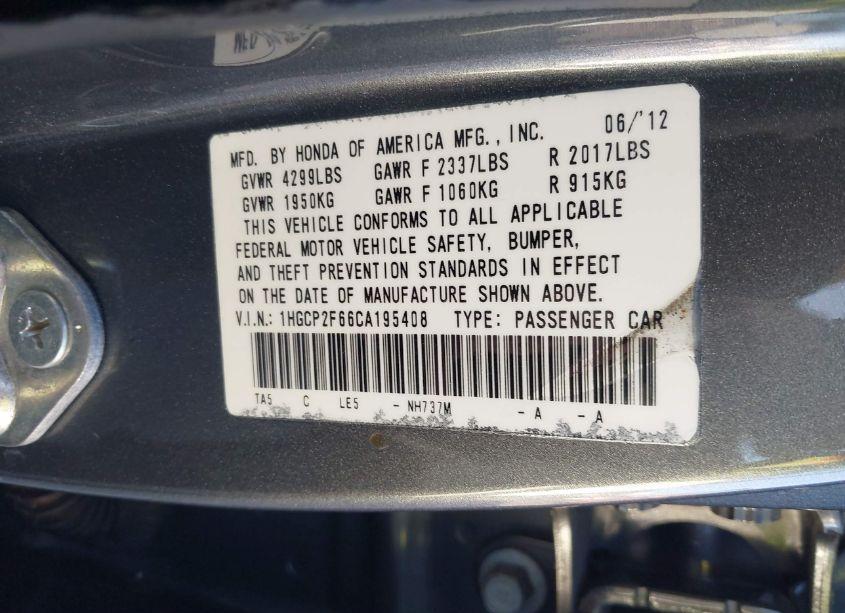 MFD. BY HONDA OF AMERICA MFG., INC. 06/'12
GVWR 4299LBS GAWR F 2337LBS R 2017LBS
GVWR 1950KG GAWR F 1060KG R 915KG
THIS VEHICLE CONFORMS TO ALL APPLICABLE
FEDERAL MOTOR VEHICLE SAFETY, BUMPER,
AND THEFT PREVENTION STANDARDS IN EFFECT
ON THE DATE OF MANUFACTURE SHOWN ABOVE.
V.I.N.: 1HGCP2F66CA195408 TYPE: PASSENGER CAR
TA5 C LE5 - NH737M - A - A